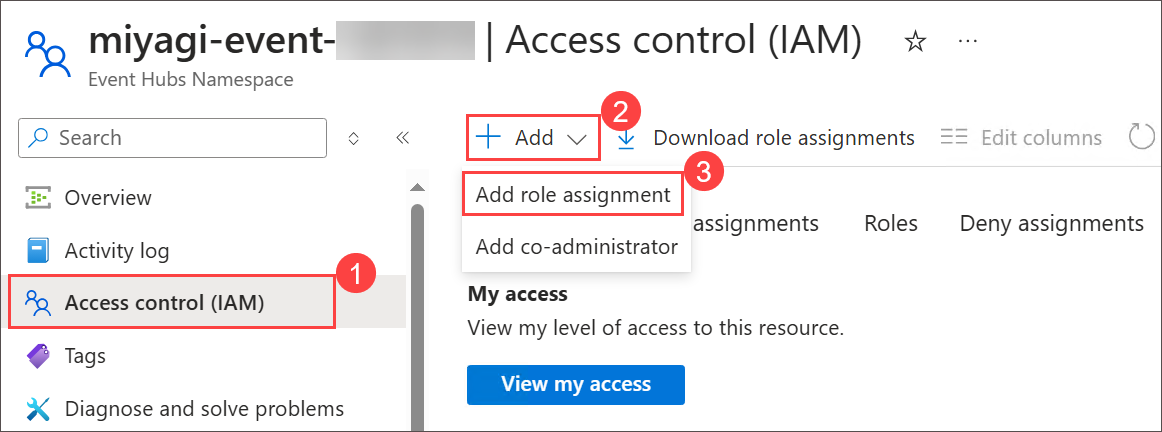 miyagi-event- | Access control (IAM) ☆ ...
Event Hubs Namespace
Search
+ Add 2 Download role assignments Edit columns
3
Overview
Add role assignment
assignments Roles Deny assignments
Activity log
Add co-administrator
1
Access control (IAM)
My access
View my level of access to this resource.
Tags
View my access
Diagnose and solve problems